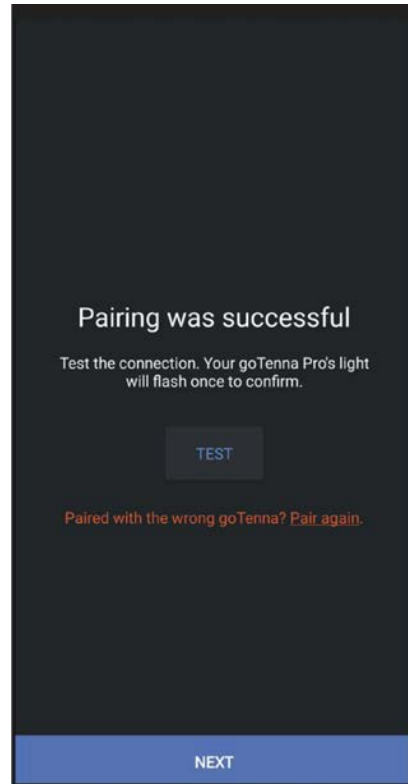 Pairing was successful
Test the connection. Your goTenna Pro's light
will flash once to confirm.
TEST
Paired with the wrong goTenna? Pair again.
NEXT